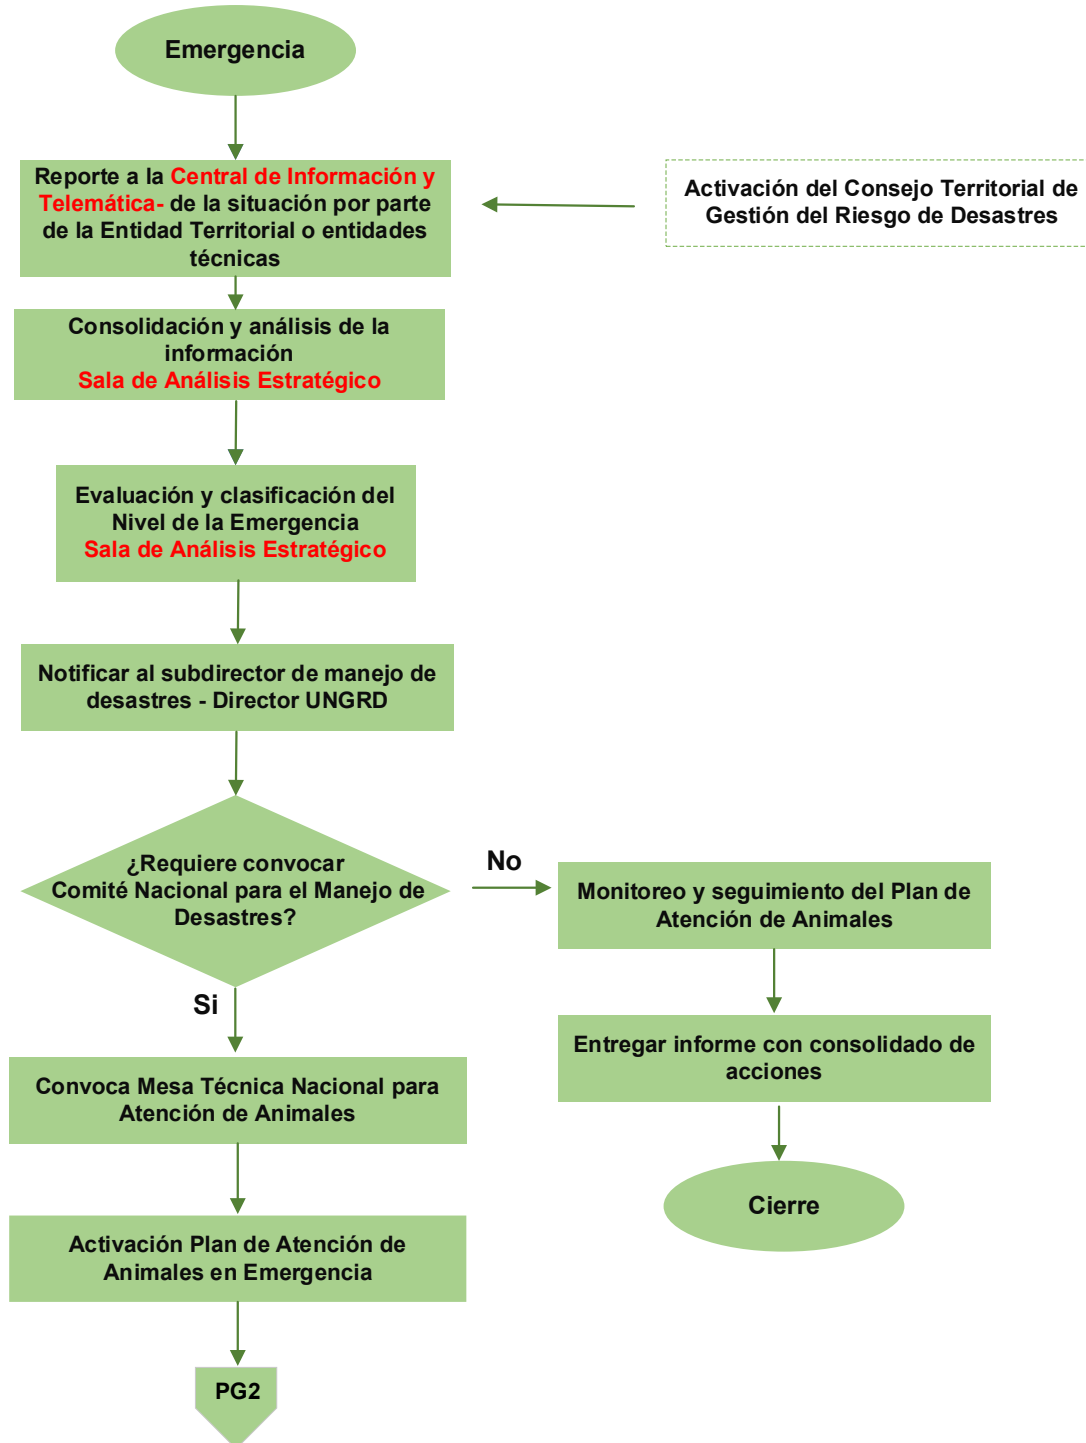 Emergencia
Reporte a la Central de Información y
Telemática- de la situación por parte
de la Entidad Territorial o entidades
técnicas
Activación del Consejo Territorial de
Gestión del Riesgo de Desastres
Consolidación y análisis de la
información
Sala de Análisis Estratégico
Evaluación y clasificación del
Nivel de la Emergencia
Sala de Análisis Estratégico
Notificar al subdirector de manejo de
desastres - Director UNGRD
¿Requiere convocar
Comité Nacional para el Manejo de
Desastres?
No
Monitoreo y seguimiento del Plan de
Atención de Animales
Si
Entregar informe con consolidado de
acciones
Convoca Mesa Técnica Nacional para
Atención de Animales
Cierre
Activación Plan de Atención de
Animales en Emergencia
PG2